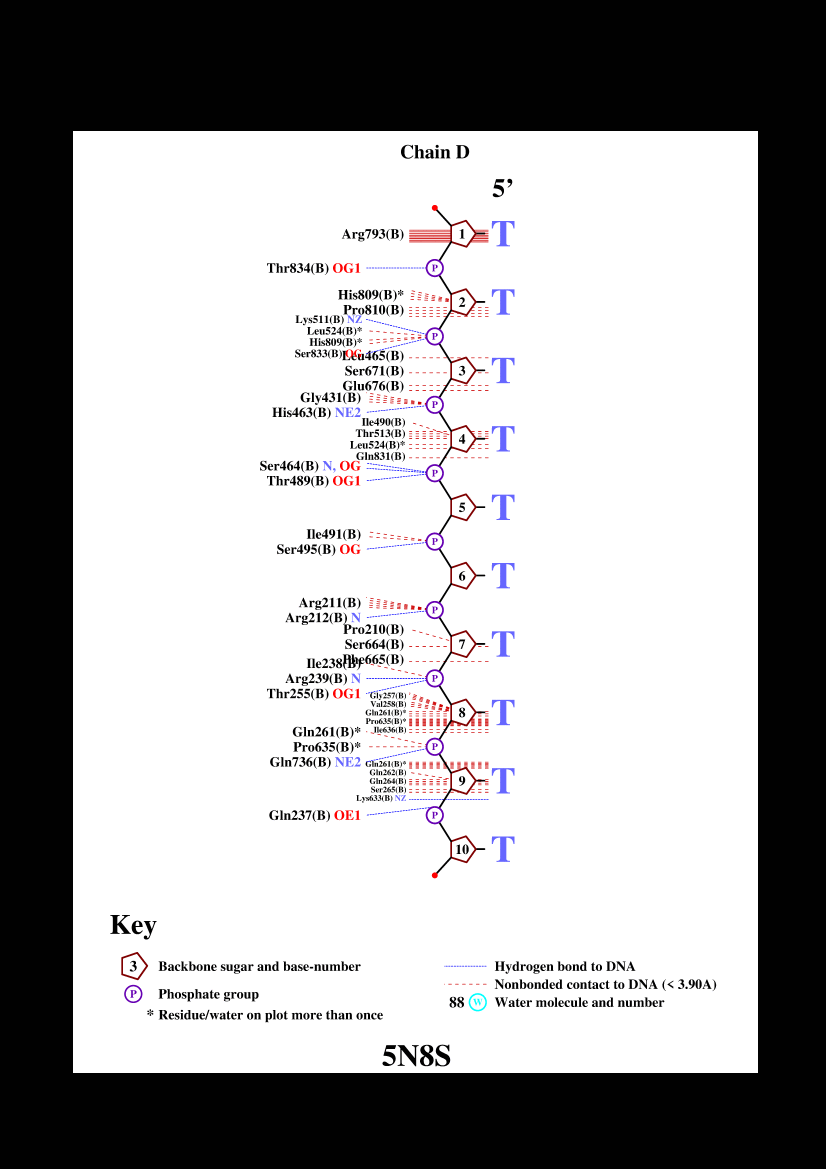 Chain D
5’
Arg793(B) 1 T
Thr834(B) OG1 P
His809(B)* 2 T
Pro810(B)
Lys511(B) NZ
Leu524(B)* P
His809(B)*
Ser833(B) OG
Leu465(B)
Ser671(B) 3 T
Glu676(B)
Gly431(B) P
His463(B) NE2
Ile490(B)
Thr513(B) 4 T
Leu524(B)*
Gln831(B)
Ser464(B) N, OG P
Thr489(B) OG1
5 T
Ile491(B) P
Ser495(B) OG
6 T
Arg211(B) P
Arg212(B) N
Pro210(B)
Ser664(B) 7 T
Phe665(B)
Ile238(B)
Arg239(B) N P
Thr255(B) OG1
Gly257(B)
Val258(B)
Gln261(B)* 8 T
Pro635(B)*
Ile636(B)
Gln261(B)*
Pro635(B)* P
Gln736(B) NE2
Gln261(B)*
Gln262(B)
Gln264(B) 9 T
Ser265(B)
Lys633(B) NZ
Gln237(B) OE1 P
10 T
Key
3 Backbone sugar and base-number
P Phosphate group
* Residue/water on plot more than once
Hydrogen bond to DNA
Nonbonded contact to DNA (< 3.90A)
88 W Water molecule and number
5N8S